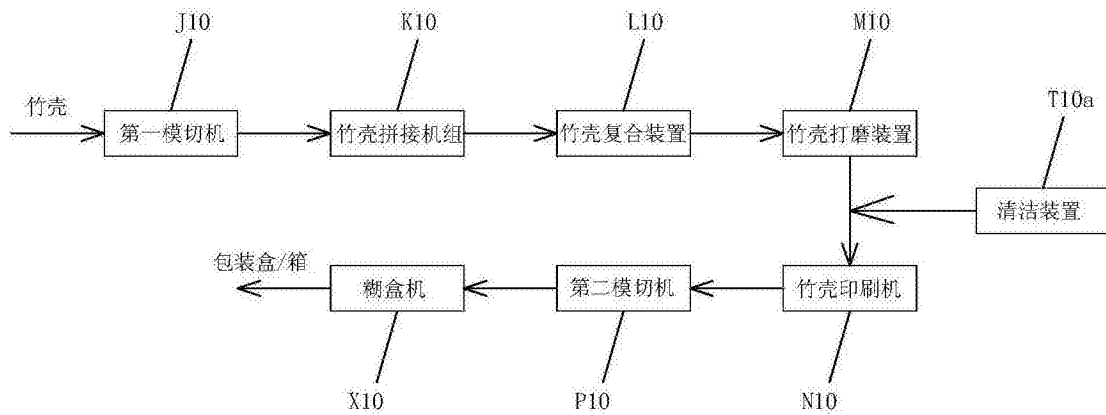 J10
K10
L10
M10
T10a
竹壳
第一模切机
竹壳拼接机组
竹壳复合装置
竹壳打磨装置
清洁装置
包装盒/箱
糊盒机
第二模切机
竹壳印刷机
X10
P10
N10